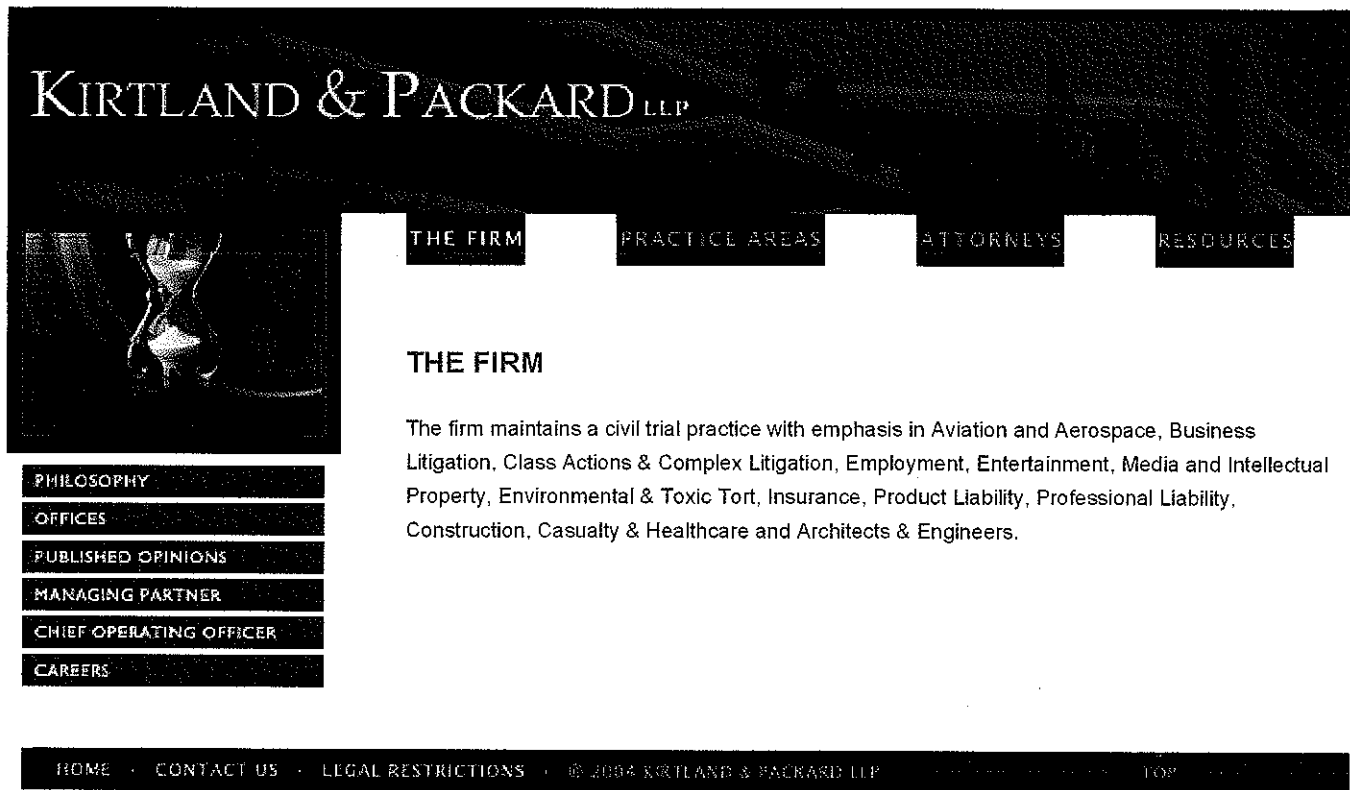 KIRTLAND & PACKARD LLP
THE FIRM PRACTICE AREAS ATTORNEYS RESOURCES
THE FIRM
The firm maintains a civil trial practice with emphasis in Aviation and Aerospace, Business
Litigation, Class Actions & Complex Litigation, Employment, Entertainment, Media and Intellectual
Property, Environmental & Toxic Tort, Insurance, Product Liability, Professional Liability,
Construction, Casualty & Healthcare and Architects & Engineers.
PHILOSOPHY
OFFICES
PUBLISHED OPINIONS
MANAGING PARTNER
CHIEF OPERATING OFFICER
CAREERS
HOME · CONTACT US · LEGAL RESTRICTIONS · © 2004 KIRTLAND & PACKARD LLP TOP